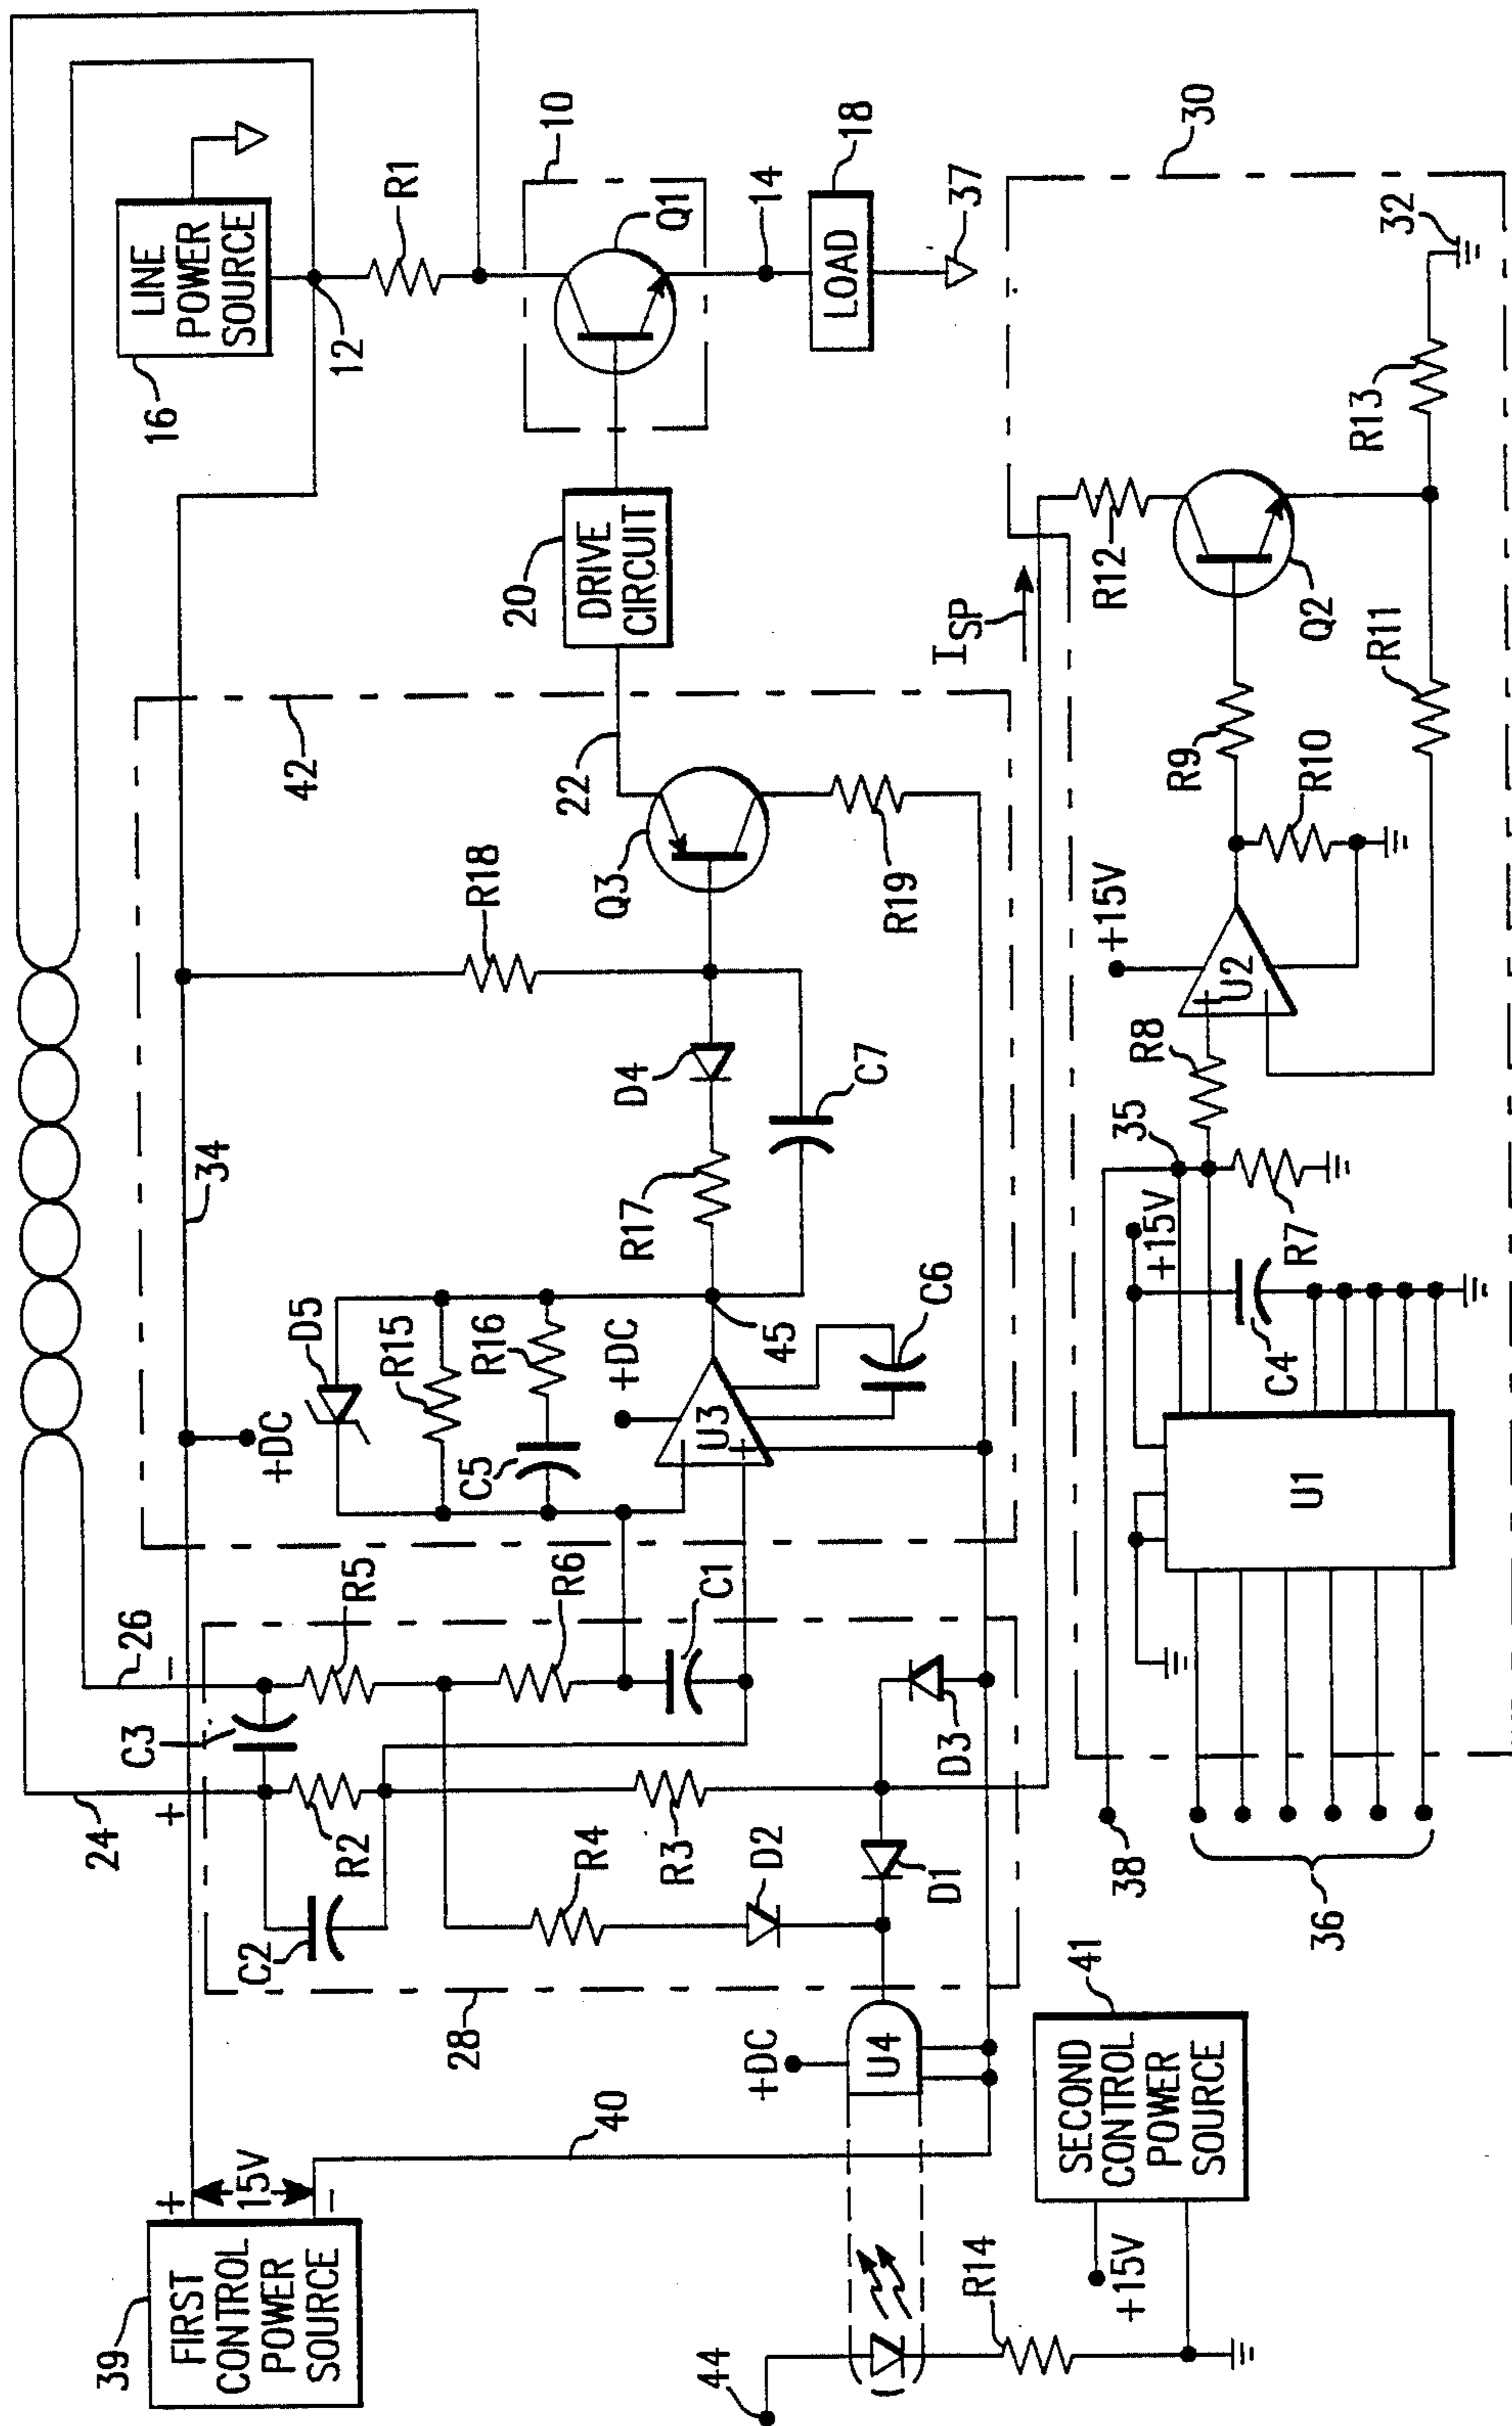 FIRST
CONTROL
POWER
SOURCE
39
+
15V
-
40
24
+
26
-
C3
R5
R2
C2
R3
R4
D2
R6
C1
D1
D3
28
+DC
U4
44
R14
SECOND
CONTROL
POWER
SOURCE
41
+15V
34
+DC
D5
R15
R16
C5
+DC
-
U3
+
45
C6
R17
D4
C7
R18
Q3
22
R19
42
20
DRIVE
CIRCUIT
LINE
POWER
SOURCE
16
12
R1
10
Q1
14
LOAD
18
37
ISP
38
36
U1
+15V
C4
R7
35
R8
+15V
+
U2
-
R9
R10
R11
R12
Q2
R13
32
30